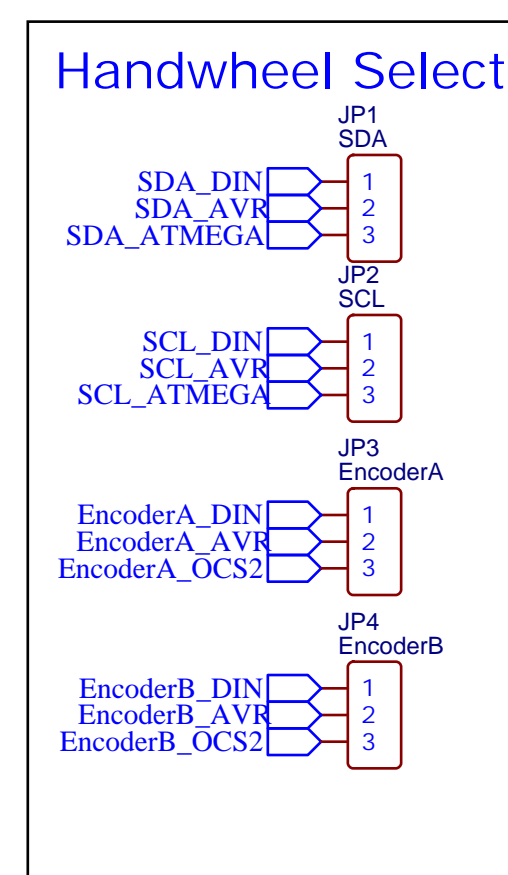 Handwheel Select
JP1
SDA
SDA_DIN 1
SDA_AVR 2
SDA_ATMEGA 3
JP2
SCL
SCL_DIN 1
SCL_AVR 2
SCL_ATMEGA 3
JP3
EncoderA
EncoderA_DIN 1
EncoderA_AVR 2
EncoderA_OCS2 3
JP4
EncoderB
EncoderB_DIN 1
EncoderB_AVR 2
EncoderB_OCS2 3